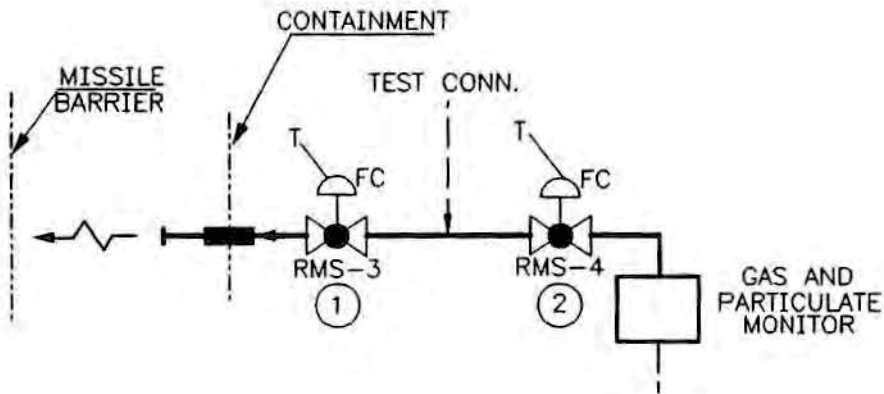 CONTAINMENT
MISSILE
BARRIER
TEST CONN.
T
FC
T
FC
RMS-3
RMS-4
1
2
GAS AND
PARTICULATE
MONITOR